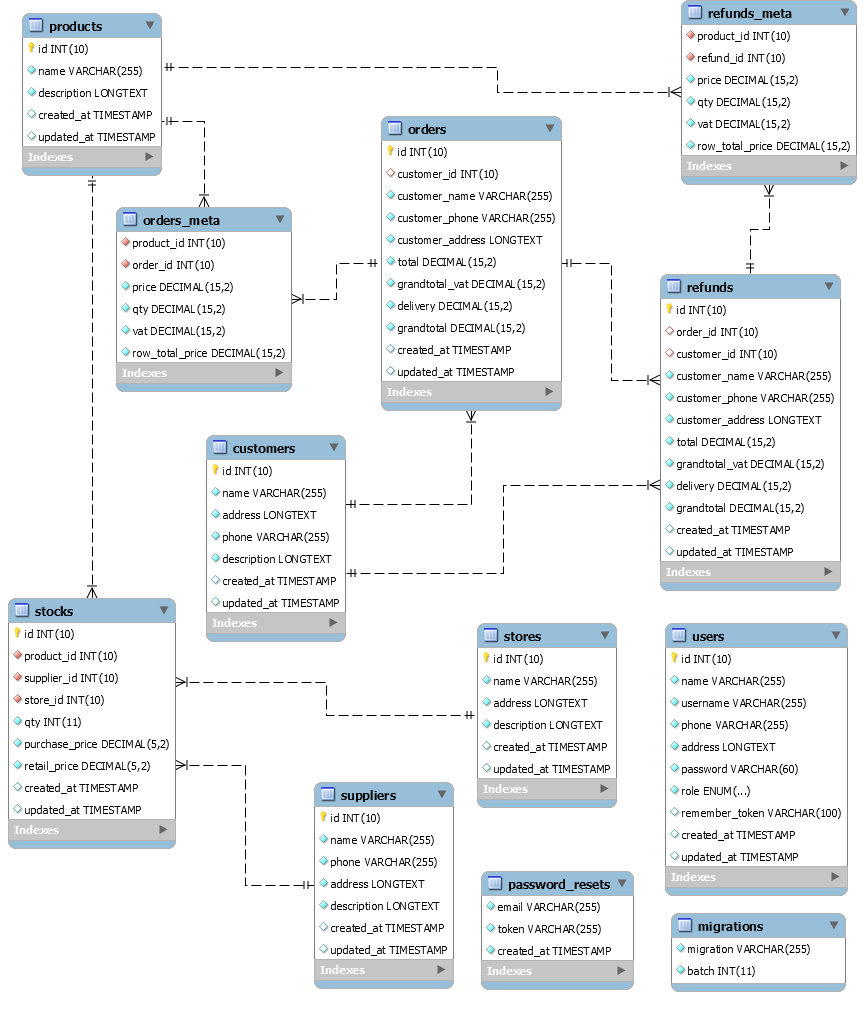 products
id INT(10)
name VARCHAR(255)
description LONGTEXT
created_at TIMESTAMP
updated_at TIMESTAMP
Indexes
refunds_meta
product_id INT(10)
refund_id INT(10)
price DECIMAL(15,2)
qty DECIMAL(15,2)
vat DECIMAL(15,2)
row_total_price DECIMAL(15,2)
Indexes
orders
id INT(10)
customer_id INT(10)
customer_name VARCHAR(255)
customer_phone VARCHAR(255)
customer_address LONGTEXT
total DECIMAL(15,2)
grandtotal_vat DECIMAL(15,2)
delivery DECIMAL(15,2)
grandtotal DECIMAL(15,2)
created_at TIMESTAMP
updated_at TIMESTAMP
Indexes
orders_meta
product_id INT(10)
order_id INT(10)
price DECIMAL(15,2)
qty DECIMAL(15,2)
vat DECIMAL(15,2)
row_total_price DECIMAL(15,2)
Indexes
refunds
id INT(10)
order_id INT(10)
customer_id INT(10)
customer_name VARCHAR(255)
customer_phone VARCHAR(255)
customer_address LONGTEXT
total DECIMAL(15,2)
grandtotal_vat DECIMAL(15,2)
delivery DECIMAL(15,2)
grandtotal DECIMAL(15,2)
created_at TIMESTAMP
updated_at TIMESTAMP
Indexes
customers
id INT(10)
name VARCHAR(255)
address LONGTEXT
phone VARCHAR(255)
description LONGTEXT
created_at TIMESTAMP
updated_at TIMESTAMP
Indexes
stocks
id INT(10)
product_id INT(10)
supplier_id INT(10)
store_id INT(10)
qty INT(11)
purchase_price DECIMAL(5,2)
retail_price DECIMAL(5,2)
created_at TIMESTAMP
updated_at TIMESTAMP
Indexes
stores
id INT(10)
name VARCHAR(255)
address LONGTEXT
description LONGTEXT
created_at TIMESTAMP
updated_at TIMESTAMP
Indexes
users
id INT(10)
name VARCHAR(255)
username VARCHAR(255)
phone VARCHAR(255)
address LONGTEXT
password VARCHAR(60)
role ENUM(...)
remember_token VARCHAR(100)
created_at TIMESTAMP
updated_at TIMESTAMP
Indexes
suppliers
id INT(10)
name VARCHAR(255)
phone VARCHAR(255)
address LONGTEXT
description LONGTEXT
created_at TIMESTAMP
updated_at TIMESTAMP
Indexes
password_resets
email VARCHAR(255)
token VARCHAR(255)
created_at TIMESTAMP
Indexes
migrations
migration VARCHAR(255)
batch INT(11)